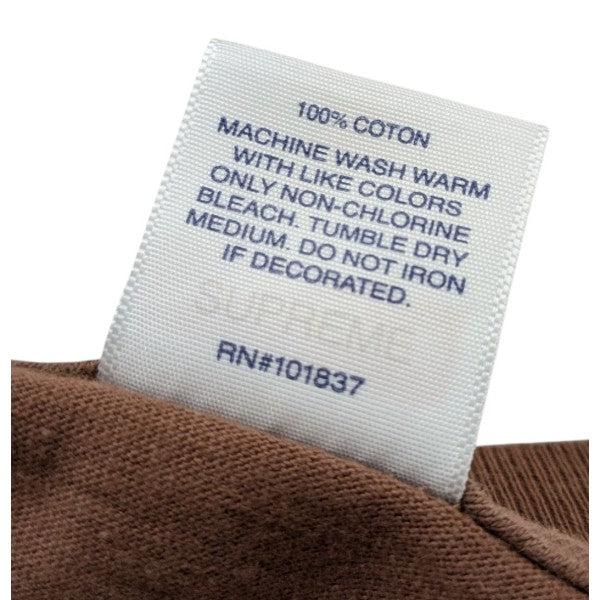 100% COTON
MACHINE WASH WARM
WITH LIKE COLORS
ONLY NON-CHLORINE
BLEACH. TUMBLE DRY
MEDIUM. DO NOT IRON
IF DECORATED.
SUPREME
RN#101837